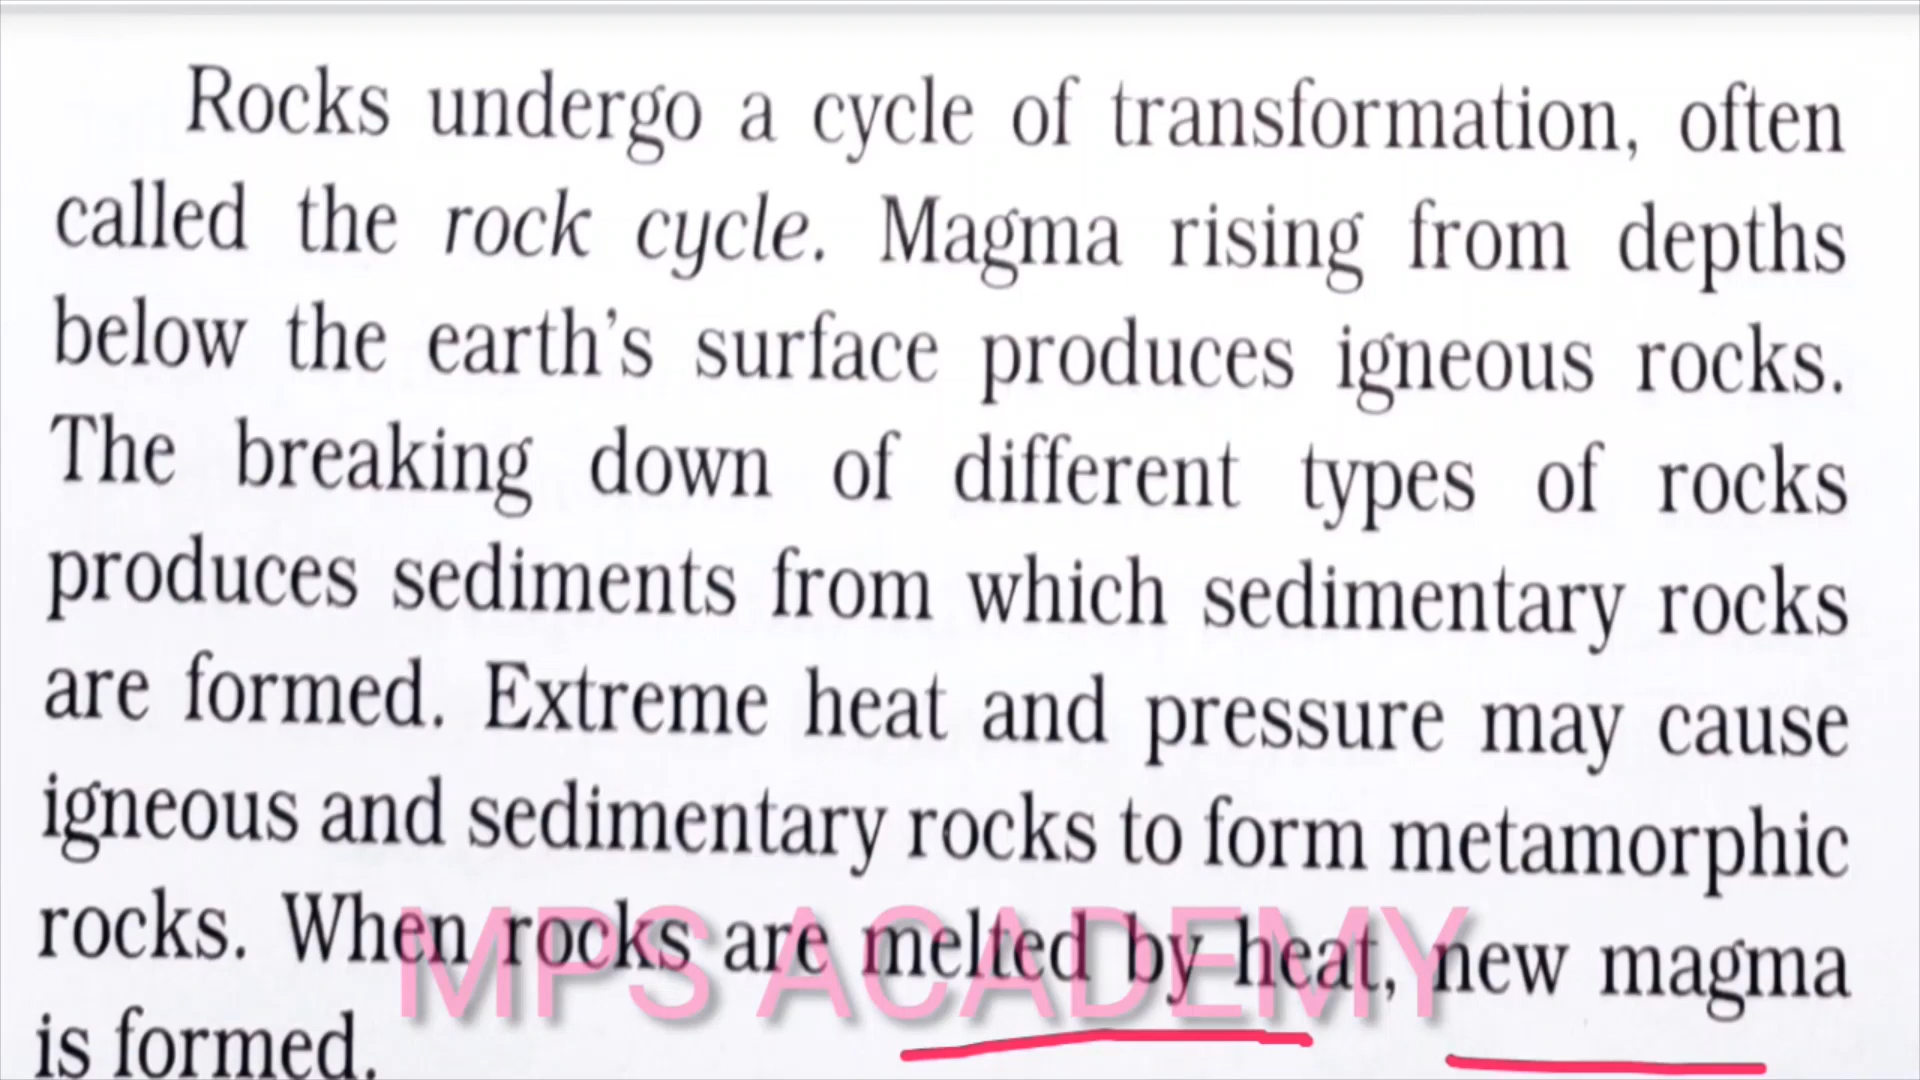 Rocks undergo a cycle of transformation, often
called the rock cycle. Magma rising from depths
below the earth's surface produces igneous rocks.
The breaking down of different types of rocks
produces sediments from which sedimentary rocks
are formed. Extreme heat and pressure may cause
igneous and sedimentary rocks to form metamorphic
rocks. When rocks are melted by heat, new magma
is formed.
MPS ACADEMY